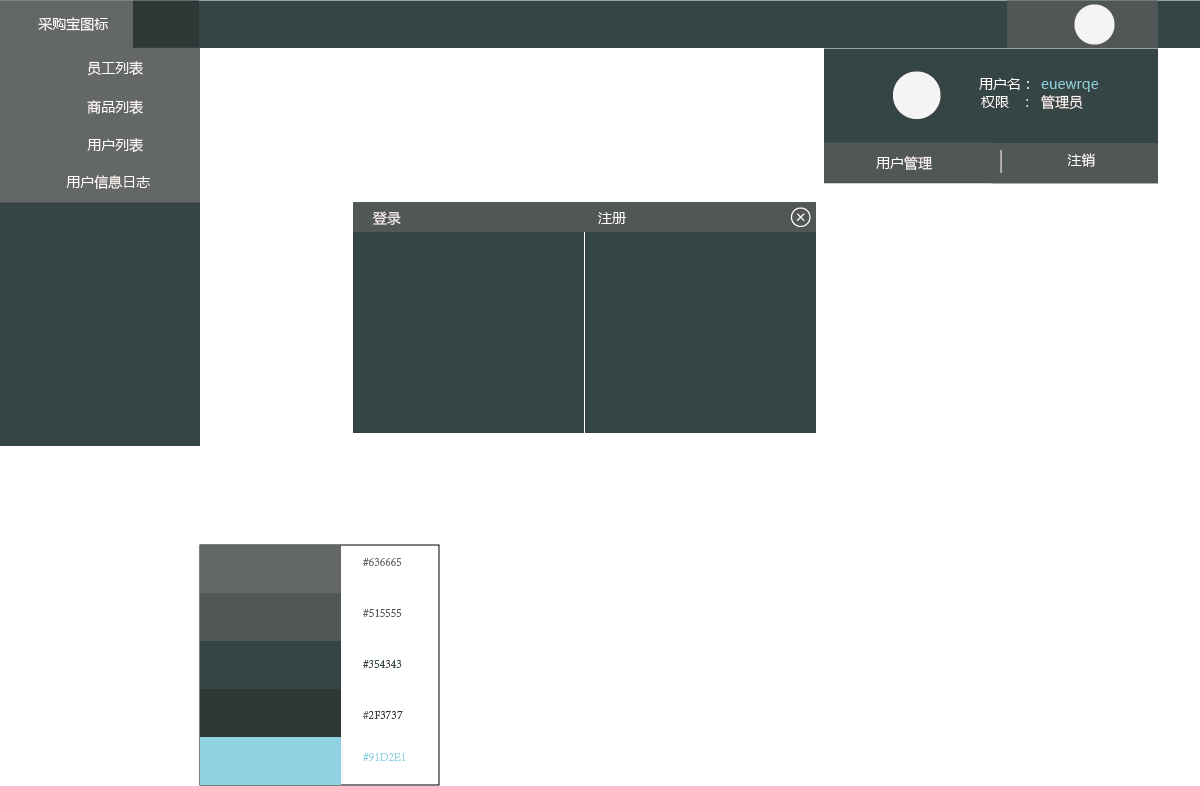 采购宝图标
员工列表
商品列表
用户列表
用户信息日志
用户名： euewrqe
权限 ： 管理员
用户管理
注销
登录
注册
#636665
#515555
#354343
#2F3737
#91D2E1